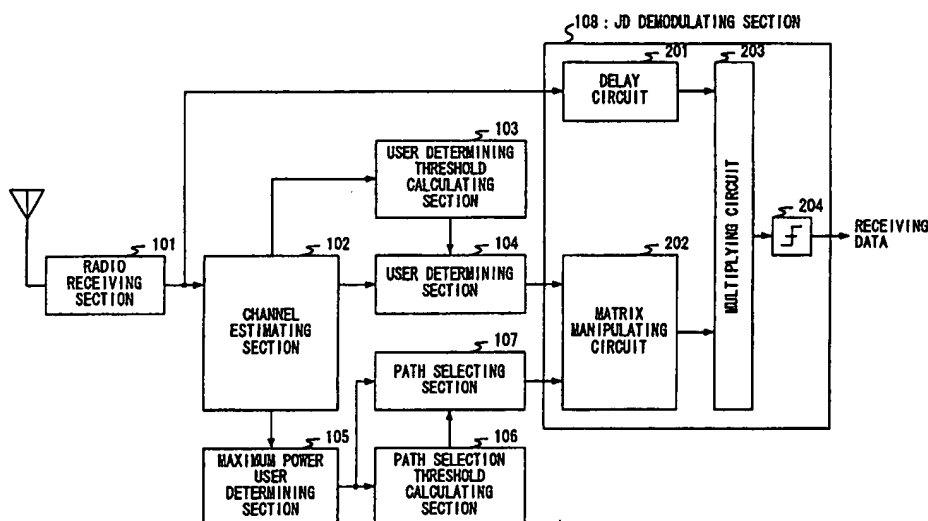 108 : JD DEMODULATING SECTION
201
DELAY
CIRCUIT
203
MULTIPLYING CIRCUIT
103
USER DETERMINING
THRESHOLD
CALCULATING
SECTION
204
RECEIVING
DATA
101
RADIO
RECEIVING
SECTION
102
CHANNEL
ESTIMATING
SECTION
104
USER DETERMINING
SECTION
202
MATRIX
MANIPULATING
CIRCUIT
107
PATH SELECTING
SECTION
105
MAXIMUM POWER
USER
DETERMINING
SECTION
106
PATH SELECTION
THRESHOLD
CALCULATING
SECTION